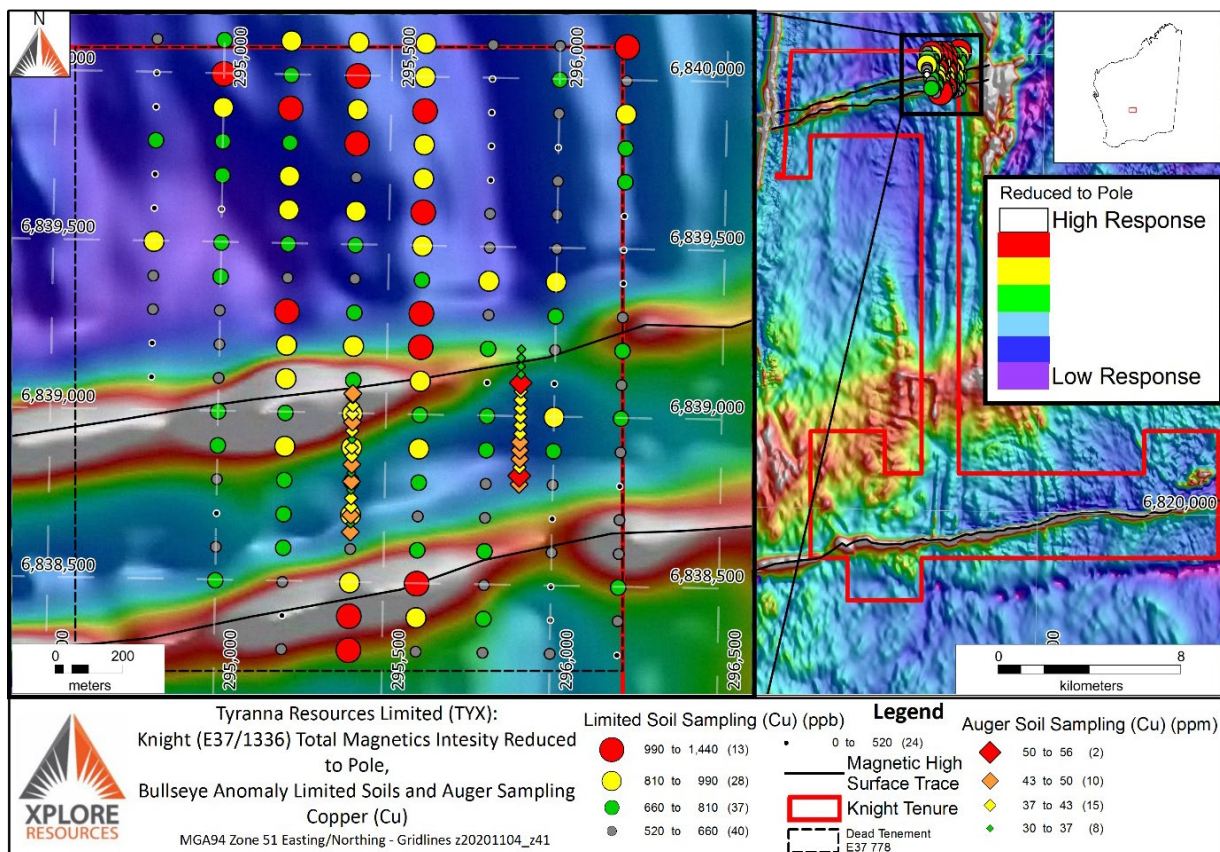 N
295,000
295,500
296,000
6,840,000
6,840,000
6,839,500
6,839,500
6,839,000
6,839,000
6,838,500
6,838,500
295,000
295,500
296,000
296,500
0 200
meters
Reduced to Pole
High Response
Low Response
6,820,000
0 8
kilometers
XPLORE
RESOURCES
Tyranna Resources Limited (TYX):
Knight (E37/1336) Total Magnetics Intesity Reduced
to Pole,
Bullseye Anomaly Limited Soils and Auger Sampling
Copper (Cu)
MGA94 Zone 51 Easting/Northing - Gridlines z20201104_z41
Legend
Limited Soil Sampling (Cu) (ppb)
990 to 1,440 (13)
810 to 990 (28)
660 to 810 (37)
520 to 660 (40)
0 to 520 (24)
Magnetic High
Surface Trace
Knight Tenure
Dead Tenement
E37 778
Auger Soil Sampling (Cu) (ppm)
50 to 56 (2)
43 to 50 (10)
37 to 43 (15)
30 to 37 (8)